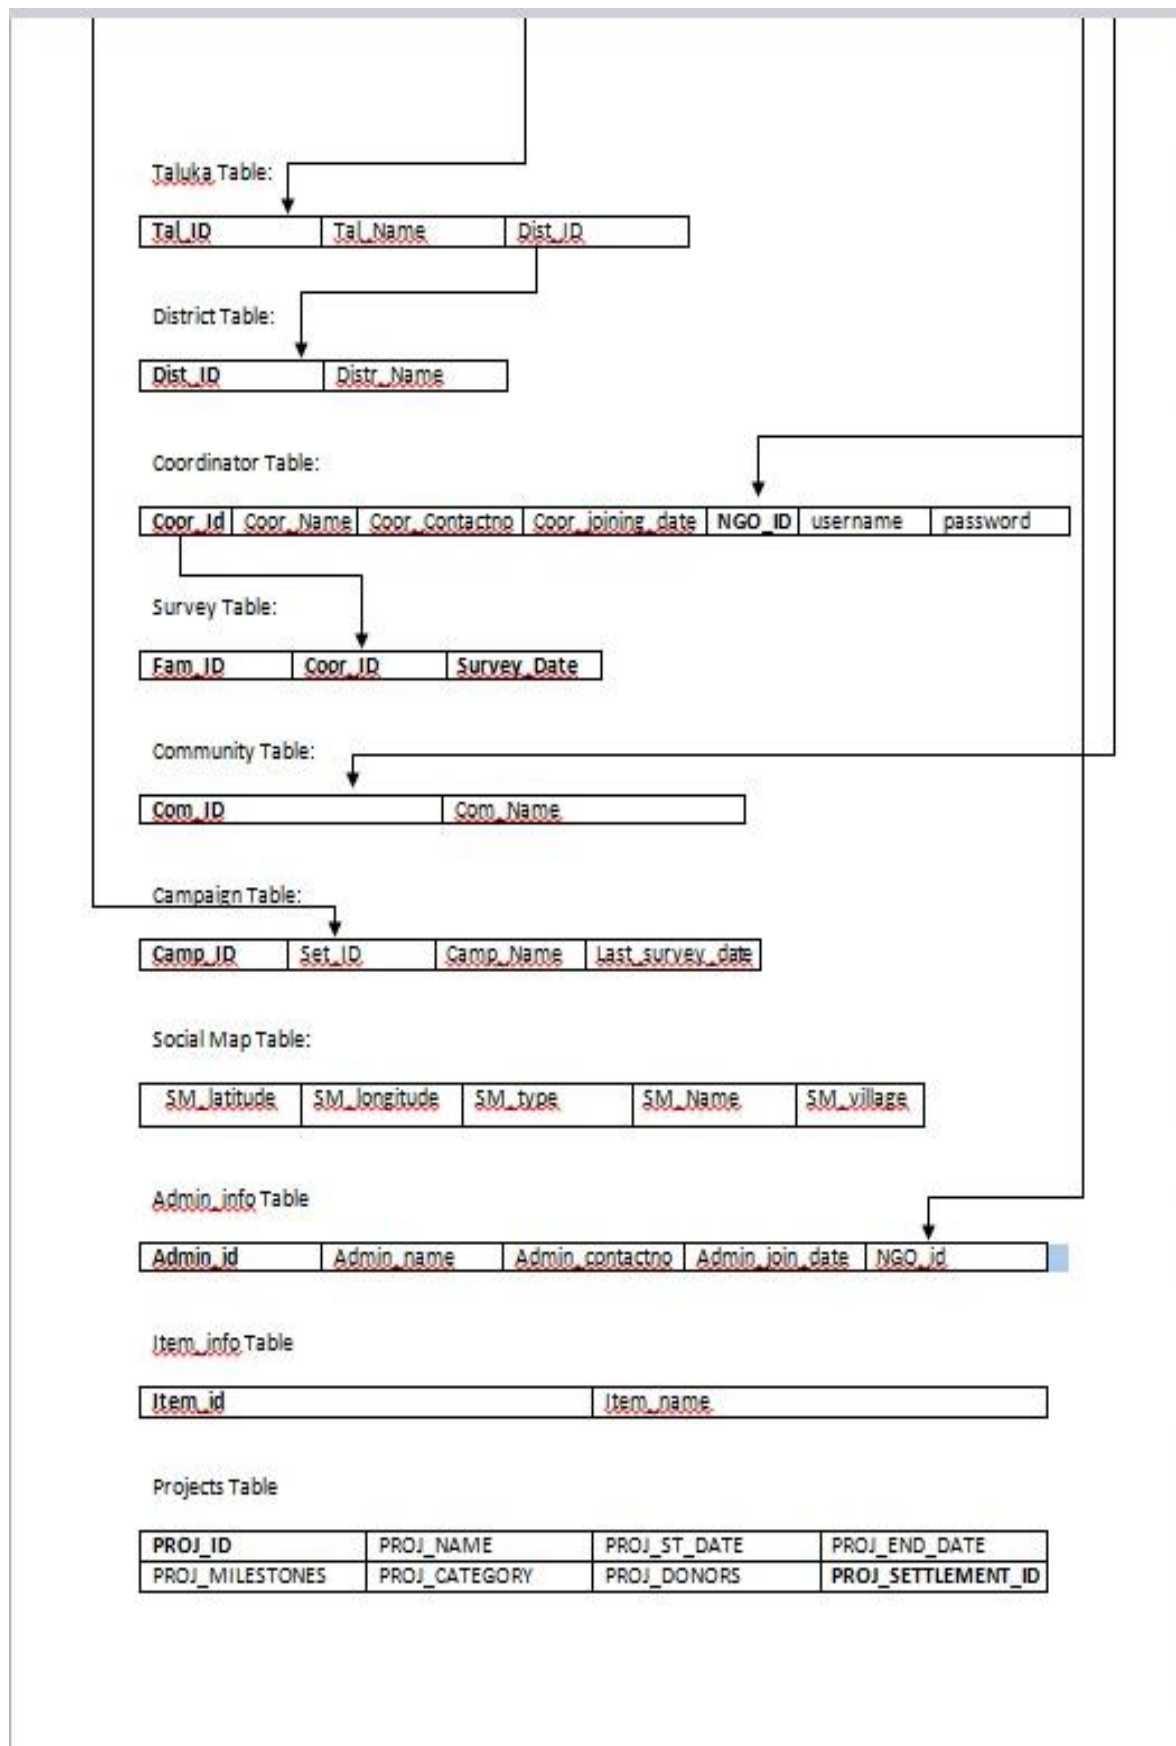 Taluka Table:
Tal_ID Tal_Name Dist_ID
District Table:
Dist_ID Distr_Name
Coordinator Table:
Coor_Id Coor_Name Coor_Contactno Coor_joining_date NGO_ID username password
Survey Table:
Fam_ID Coor_ID Survey_Date
Community Table:
Com_ID Com_Name
Campaign Table:
Camp_ID Set_ID Camp_Name Last_survey_date
Social Map Table:
SM_latitude SM_longitude SM_type SM_Name SM_village
Admin_info Table
Admin_id Admin_name Admin_contactno Admin_join_date NGO_id
Item_info Table
Item_id Item_name
Projects Table
PROJ_ID PROJ_NAME PROJ_ST_DATE PROJ_END_DATE
PROJ_MILESTONES PROJ_CATEGORY PROJ_DONORS PROJ_SETTLEMENT_ID